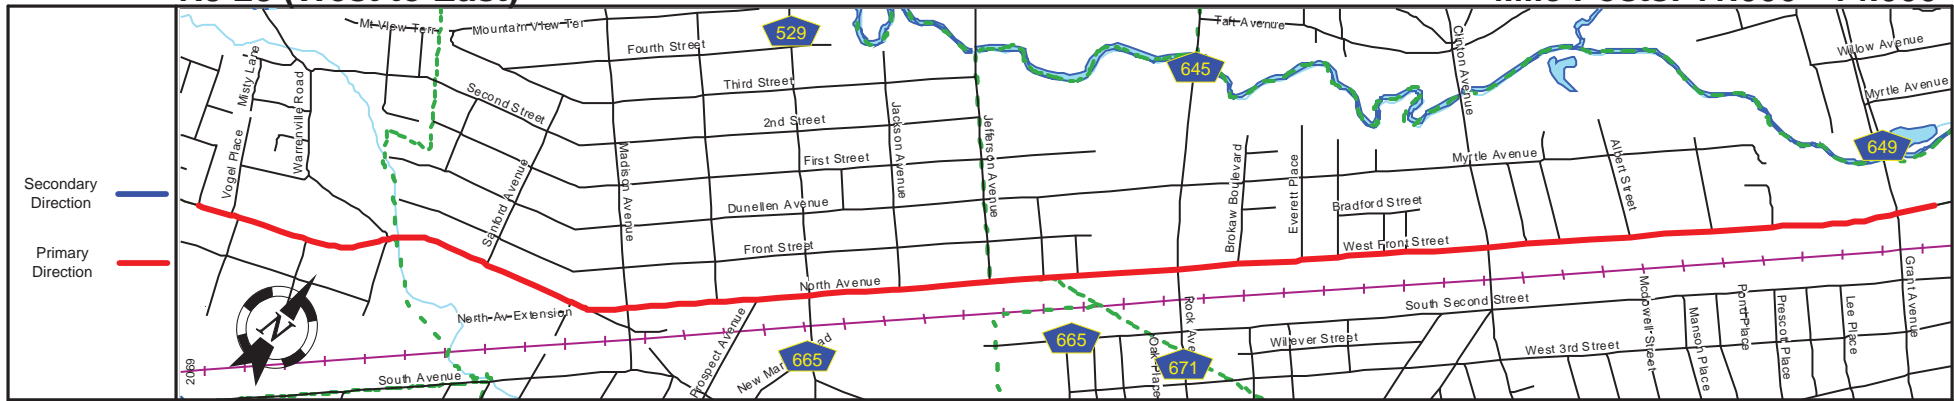 Secondary
Direction
Primary
Direction
Mt View Terr
Mountain View Ter
Fourth Street
529
Third Street
Second Street
2nd Street
First Street
Misty Lane
Warrenville Road
Vogel Place
Sanford Avenue
Madison Avenue
Jackson Avenue
Jefferson Avenue
Dunellen Avenue
Front Street
North Avenue
North Av Extension
South Avenue
Prospect Avenue
665
N
2069
645
Taft Avenue
Clinton Avenue
Willow Avenue
Myrtle Avenue
649
Myrtle Avenue
Albert Street
Brokaw Boulevard
Everett Place
Bradford Street
West Front Street
665
671
Rock Ave
Oak Place
South Second Street
Willever Street
West 3rd Street
Mcdowell Street
Manson Place
Pond Place
Prescott Place
Lee Place
Grant Avenue